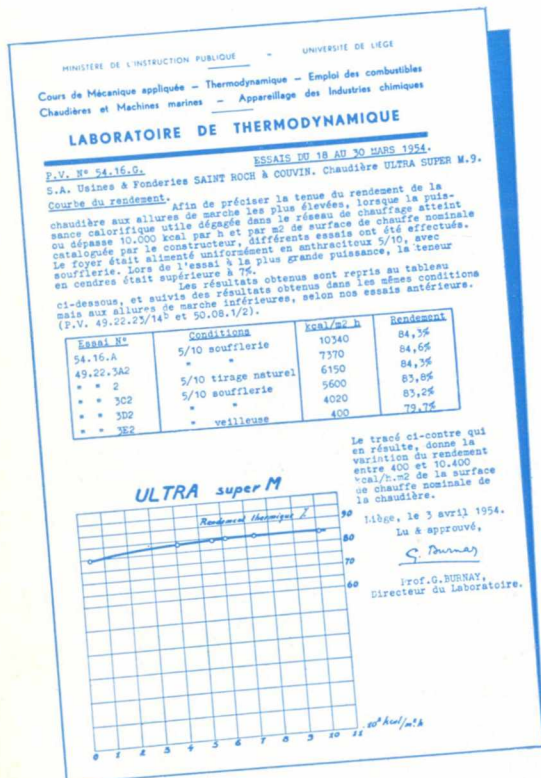 MINISTÈRE DE L'INSTRUCTION PUBLIQUE - UNIVERSITÉ DE LIÈGE
Cours de Mécanique appliquée — Thermodynamique — Emploi des combustibles
Chaudières et Machines marines — Appareillage des Industries chimiques
LABORATOIRE DE THERMODYNAMIQUE
P.V. N° 54.16.G. ESSAIS DU 18 AU 30 MARS 1954.
S.A. Usines & Fonderies SAINT ROCH à COUVIN. Chaudière ULTRA SUPER M.9.
Courbe du rendement. Afin de préciser la tenue du rendement de la
chaudière aux allures de marche les plus élevées, lorsque la puis-
sance calorifique utile dégagée dans le réseau de chauffage atteint
ou dépasse 10.000 kcal par h et par m2 de surface de chauffe nominale
cataloguée par le constructeur, différents essais ont été effectués.
Le foyer était alimenté uniformément en anthraciteux 5/10, avec
soufflerie. Lors de l'essai à la plus grande puissance, la teneur
en cendres était supérieure à 7%.
Les résultats obtenus sont repris au tableau
ci-dessous, et suivis des résultats obtenus dans les mêmes conditions
mais aux allures de marche inférieures, selon nos essais antérieurs.
(P.V. 49.22.23/14b et 50.08.1/2).
Essai N° Conditions kcal/m2 h Rendement
54.16.A 5/10 soufflerie 10340 84,3%
49.22.3A2 " " 7370 84,6%
" " 2 5/10 tirage naturel 6150 84,3%
" " 3C2 5/10 soufflerie 5600 83,8%
" " 3D2 " " 4020 83,2%
" " 3E2 " veilleuse 400 79,7%
Le tracé ci-contre qui
en résulte, donne la
variation du rendement
entre 400 et 10.400
kcal/h.m2 de la surface
de chauffe nominale de
la chaudière.
Liège, le 3 avril 1954.
Lu & approuvé,
G. Burnay
Prof.G.BURNAY,
Directeur du Laboratoire.
ULTRA super M
Rendement thermique %
90
80
70
60
0 1 2 3 4 5 6 7 8 9 10 11 10³ kcal/m²h